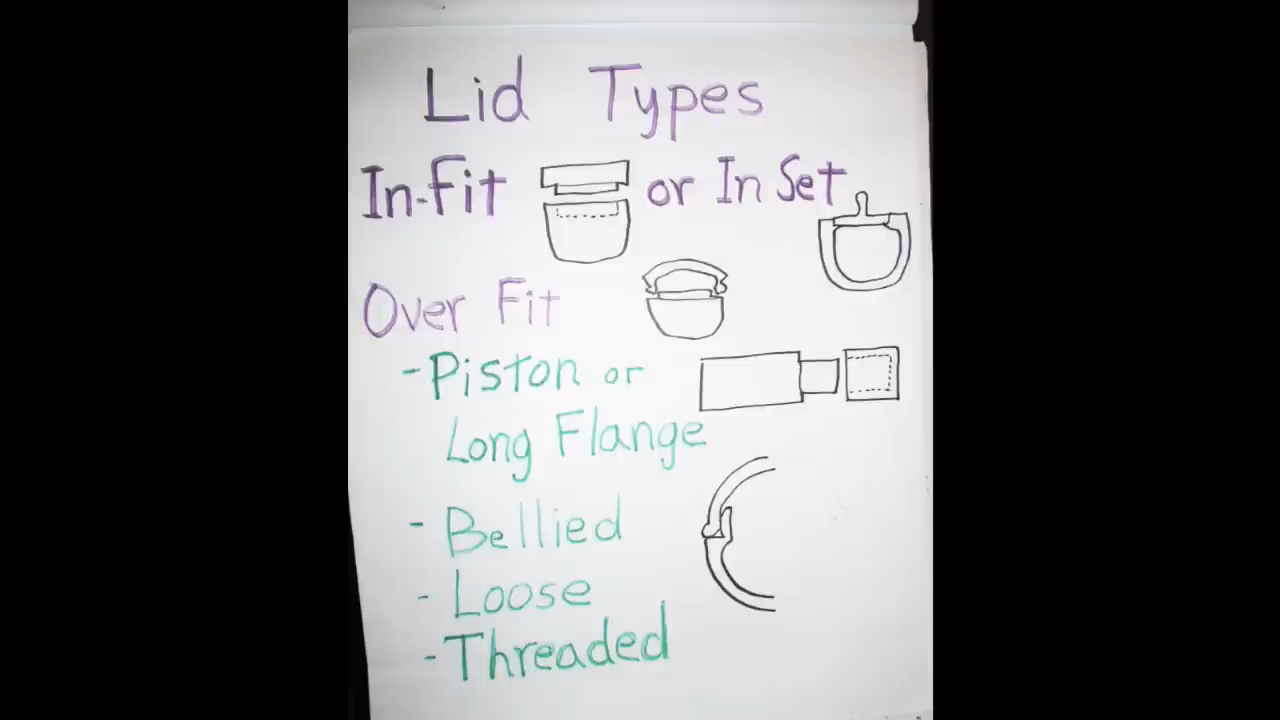 Lid Types
In-Fit or In Set
Over Fit
- Piston or
Long Flange
- Bellied
- Loose
- Threaded